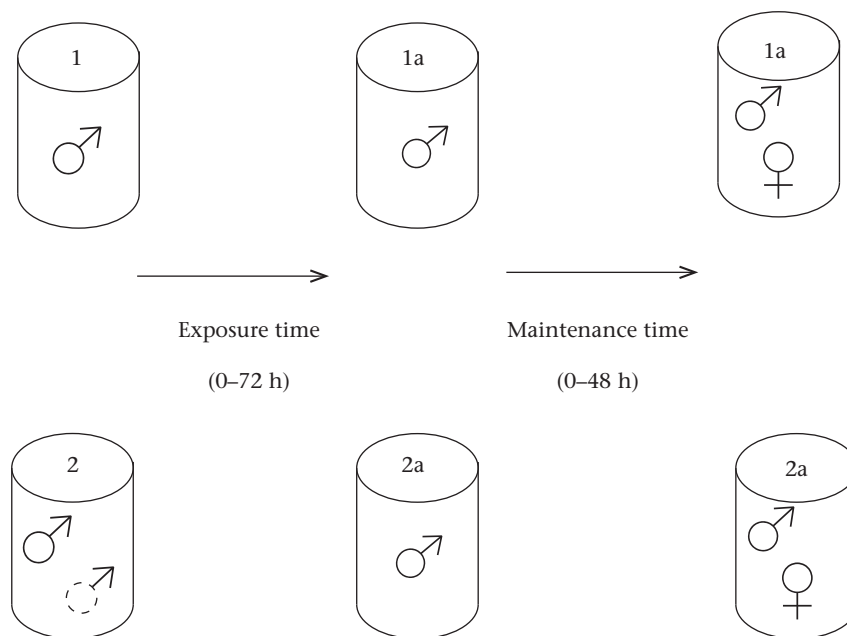 1
1a
1a
Exposure time
(0–72 h)
Maintenance time
(0–48 h)
2
2a
2a